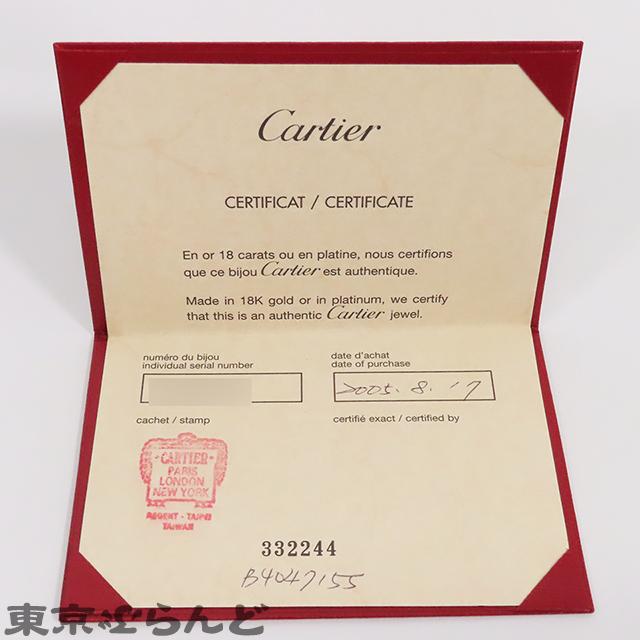 Cartier
CERTIFICAT / CERTIFICATE
En or 18 carats ou en platine, nous certifions
que ce bijou Cartier est authentique.
Made in 18K gold or in platinum, we certify
that this is an authentic Cartier jewel.
numéro du bijou
individual serial number
date d'achat
date of purchase
2005. 8. 17
cachet / stamp
certifié exact / certified by
CARTIER
PARIS
LONDON
NEW YORK
REGENT - TAIPEI
TAIWAN
332244
B4047155
東京ぶらんど